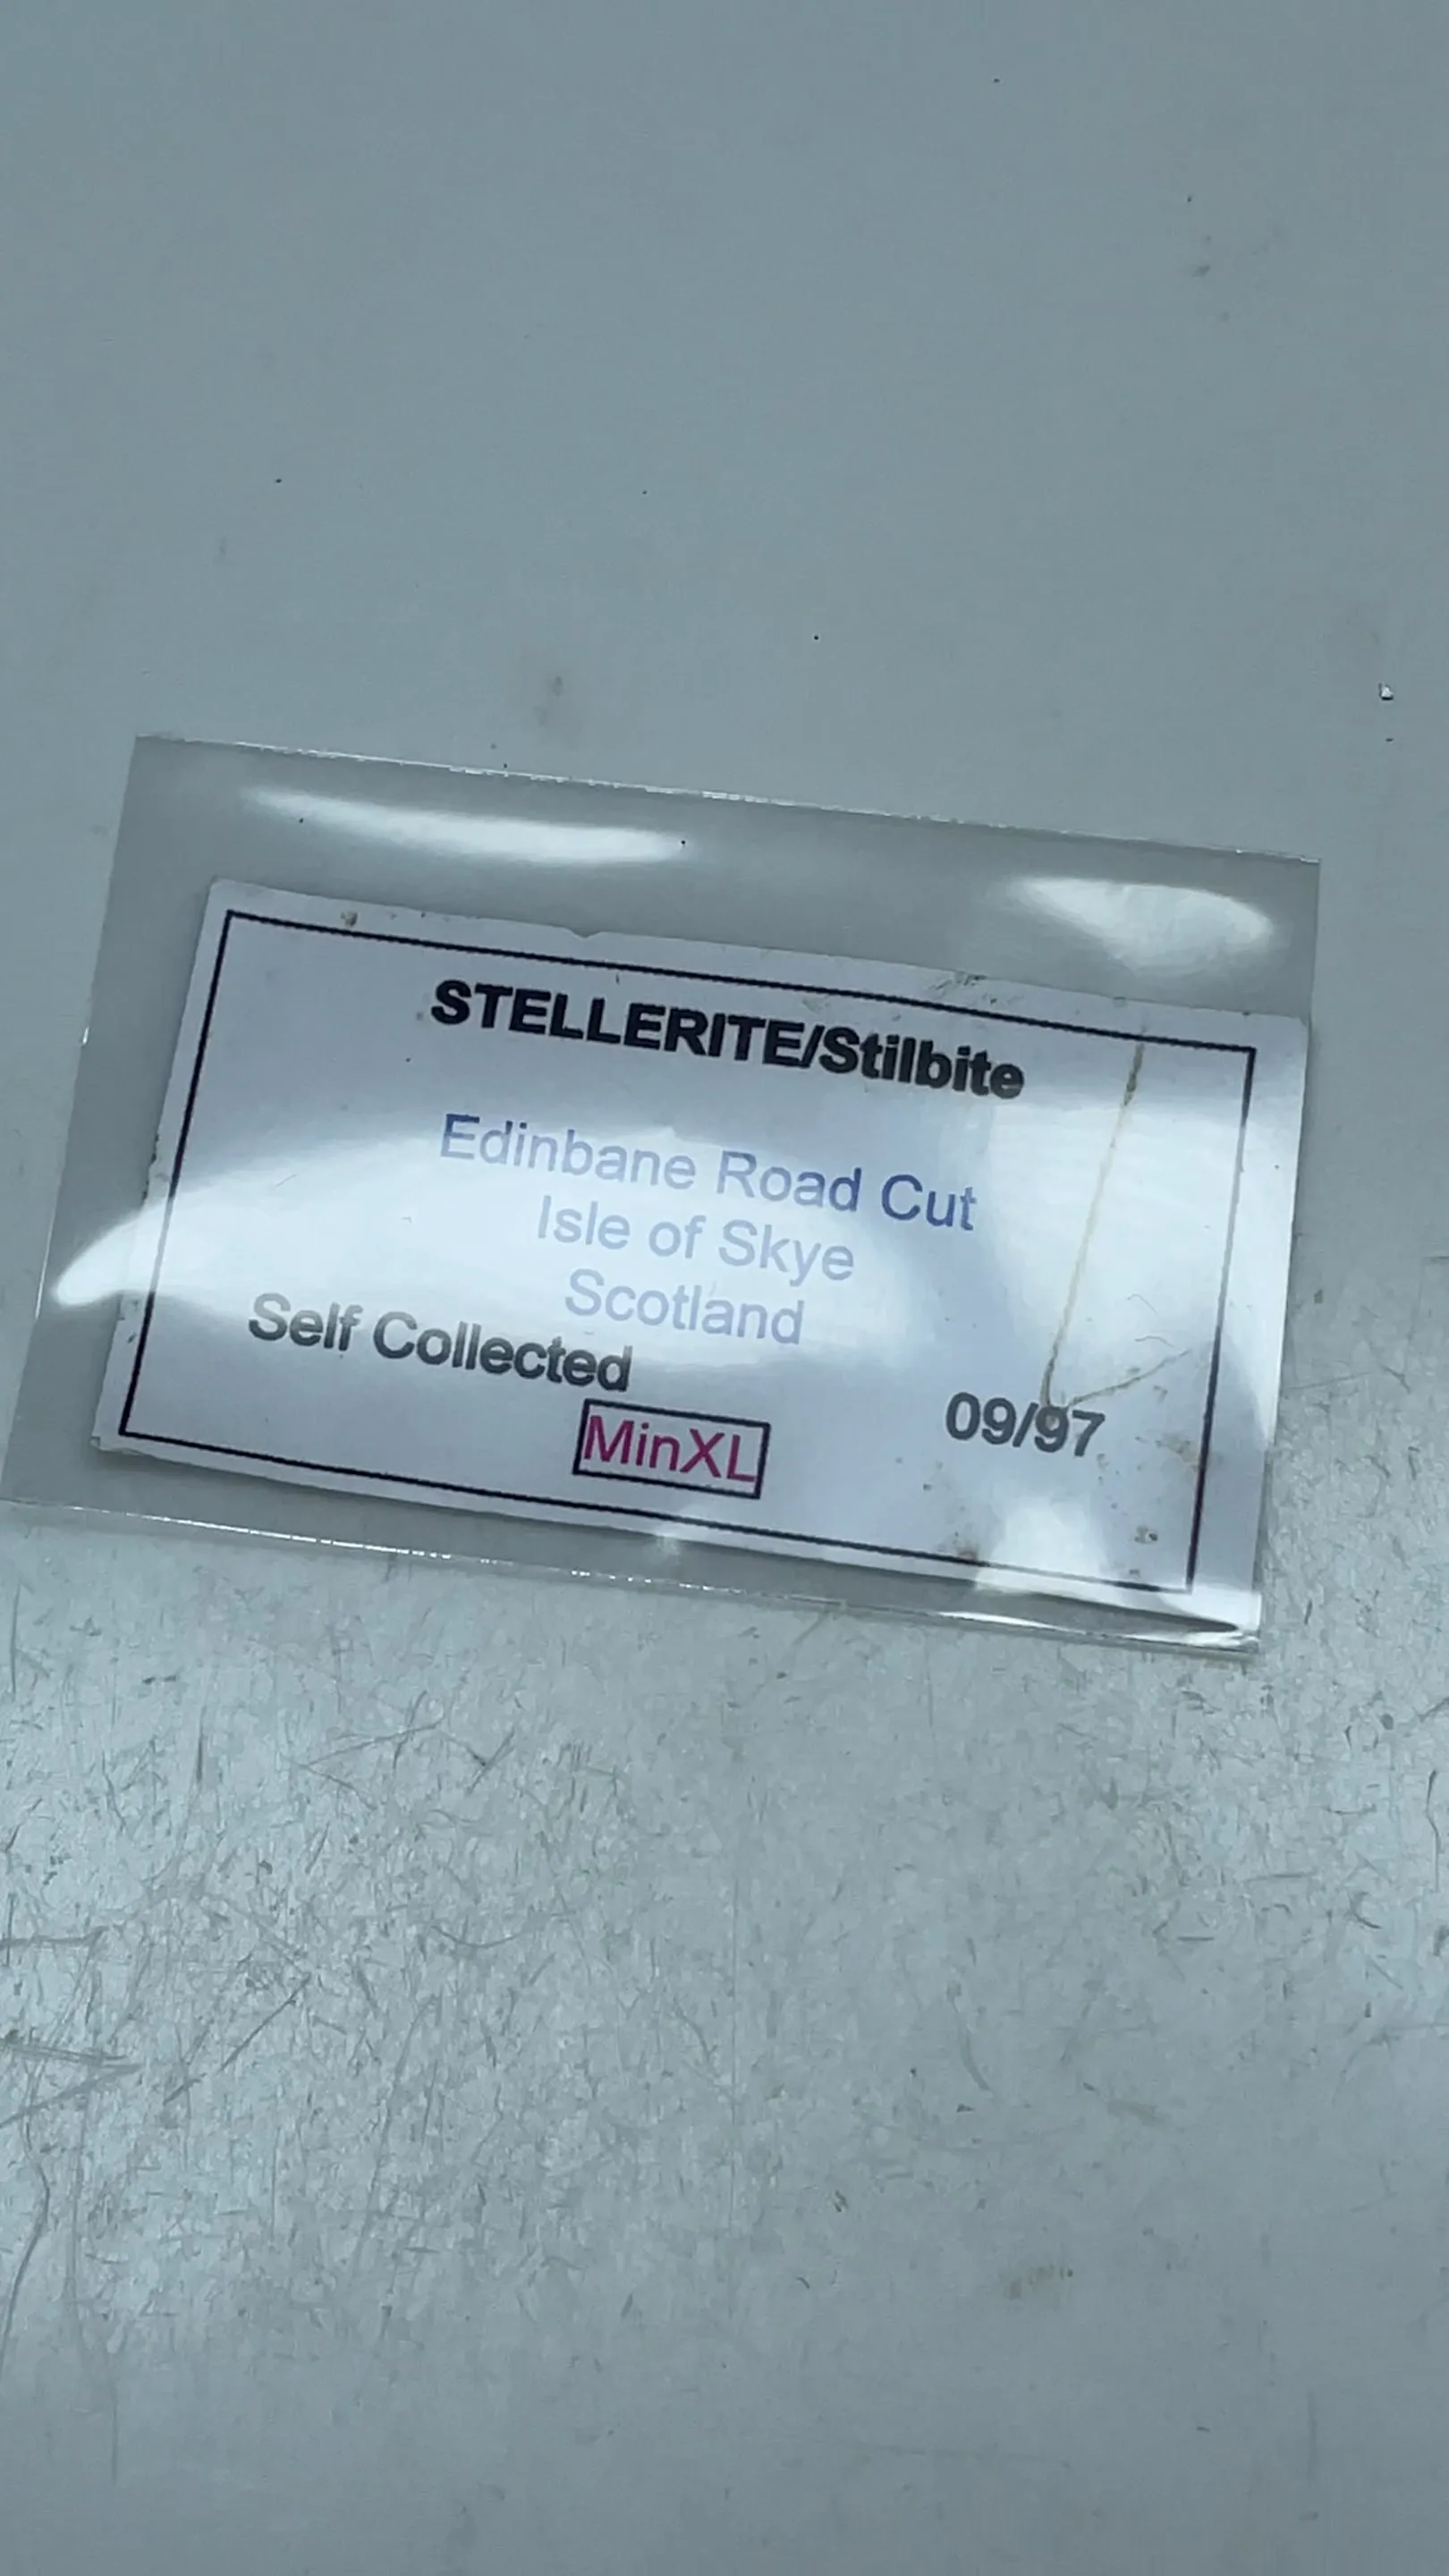 STELLERITE/Stilbite
Edinbane Road Cut
Isle of Skye
Scotland
Self Collected
09/97
MinXL